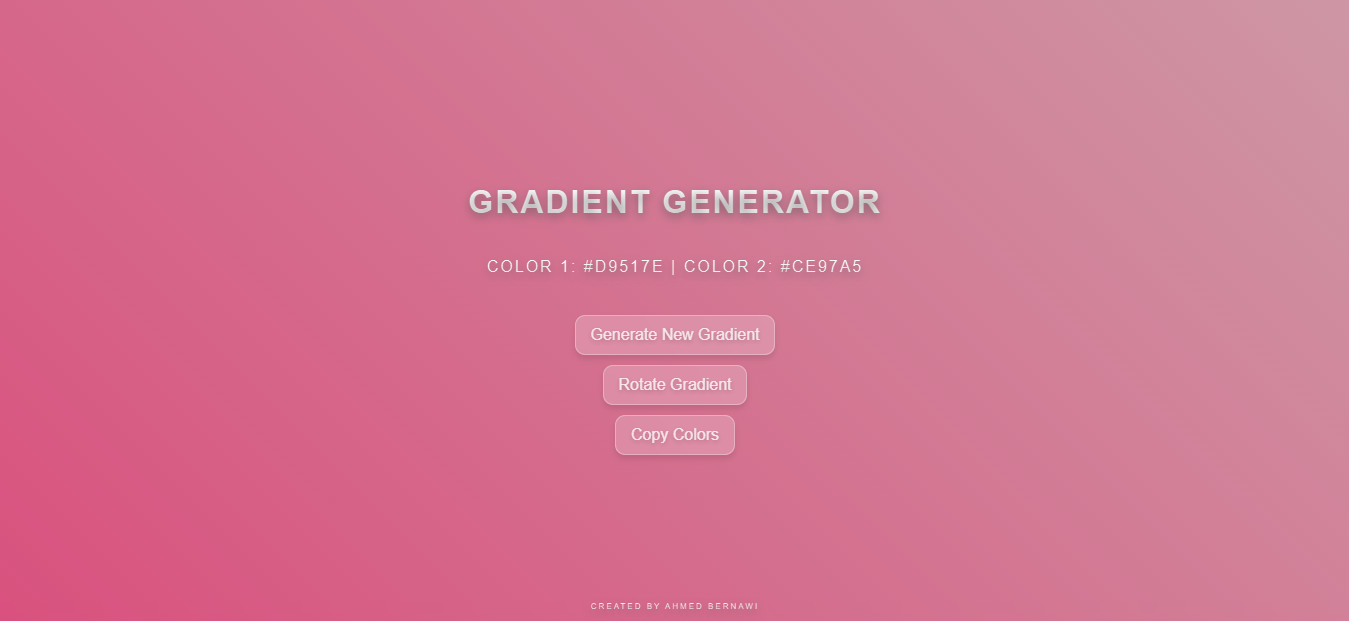 GRADIENT GENERATOR
COLOR 1: #D9517E | COLOR 2: #CE97A5
Generate New Gradient
Rotate Gradient
Copy Colors
CREATED BY AHMED BERNAWI